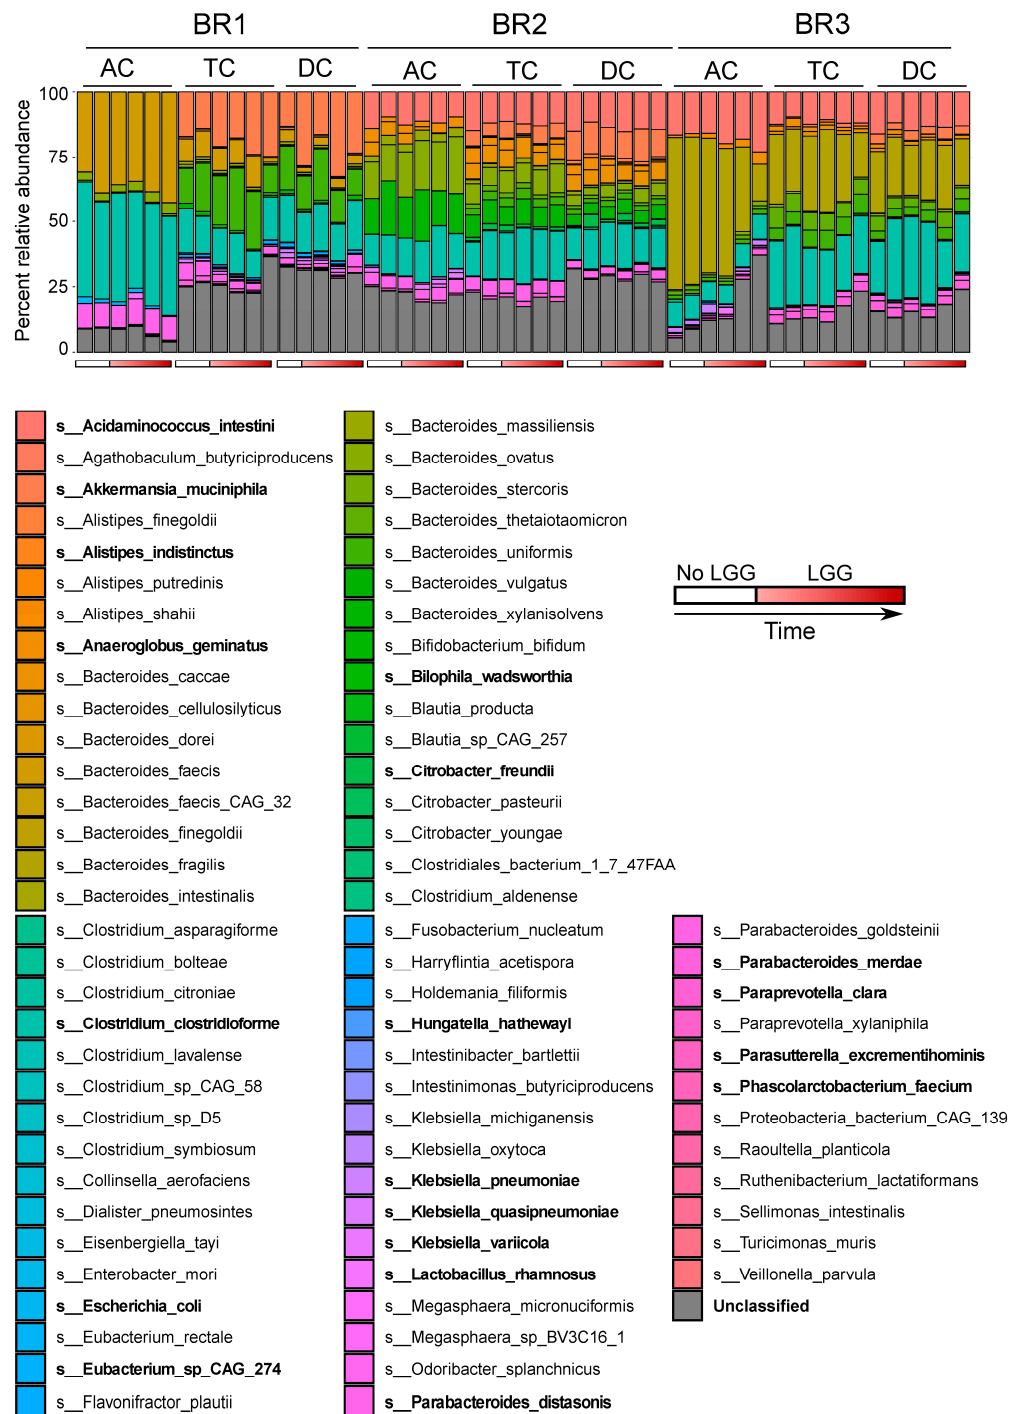 BR1 BR2 BR3
AC TC DC AC TC DC AC TC DC
Percent relative abundance
100
75
50
25
0
s__Acidaminococcus_intestini
s__Agathobaculum_butyriciproducens
s__Akkermansia_muciniphila
s__Alistipes_finegoldii
s__Alistipes_indistinctus
s__Alistipes_putredinis
s__Alistipes_shahii
s__Anaeroglobus_geminatus
s__Bacteroides_caccae
s__Bacteroides_cellulosilyticus
s__Bacteroides_dorei
s__Bacteroides_faecis
s__Bacteroides_faecis_CAG_32
s__Bacteroides_finegoldii
s__Bacteroides_fragilis
s__Bacteroides_intestinalis
s__Bacteroides_massiliensis
s__Bacteroides_ovatus
s__Bacteroides_stercoris
s__Bacteroides_thetaiotaomicron
s__Bacteroides_uniformis
s__Bacteroides_vulgatus
s__Bacteroides_xylanisolvens
s__Bifidobacterium_bifidum
s__Bilophila_wadsworthia
s__Blautia_producta
s__Blautia_sp_CAG_257
s__Citrobacter_freundii
s__Citrobacter_pasteurii
s__Citrobacter_youngae
s__Clostridiales_bacterium_1_7_47FAA
s__Clostridium_aldenense
No LGG LGG
Time
s__Clostridium_asparagiforme
s__Clostridium_bolteae
s__Clostridium_citroniae
s__Clostridium_clostridioforme
s__Clostridium_lavalense
s__Clostridium_sp_CAG_58
s__Clostridium_sp_D5
s__Clostridium_symbiosum
s__Collinsella_aerofaciens
s__Dialister_pneumosintes
s__Eisenbergiella_tayi
s__Enterobacter_mori
s__Escherichia_coli
s__Eubacterium_rectale
s__Eubacterium_sp_CAG_274
s__Flavonifractor_plautii
s__Fusobacterium_nucleatum
s__Harryflintia_acetispora
s__Holdemania_filiformis
s__Hungatella_hathewayi
s__Intestinibacter_bartlettii
s__Intestinimonas_butyriciproducens
s__Klebsiella_michiganensis
s__Klebsiella_oxytoca
s__Klebsiella_pneumoniae
s__Klebsiella_quasipneumoniae
s__Klebsiella_variicola
s__Lactobacillus_rhamnosus
s__Megasphaera_micronuciformis
s__Megasphaera_sp_BV3C16_1
s__Odoribacter_splanchnicus
s__Parabacteroides_distasonis
s__Parabacteroides_goldsteinii
s__Parabacteroides_merdae
s__Paraprevotella_clara
s__Paraprevotella_xylaniphila
s__Parasutterella_excrementihominis
s__Phascolarctobacterium_faecium
s__Proteobacteria_bacterium_CAG_139
s__Raoultella_planticola
s__Ruthenibacterium_lactatiformans
s__Sellimonas_intestinalis
s__Turicimonas_muris
s__Veillonella_parvula
Unclassified